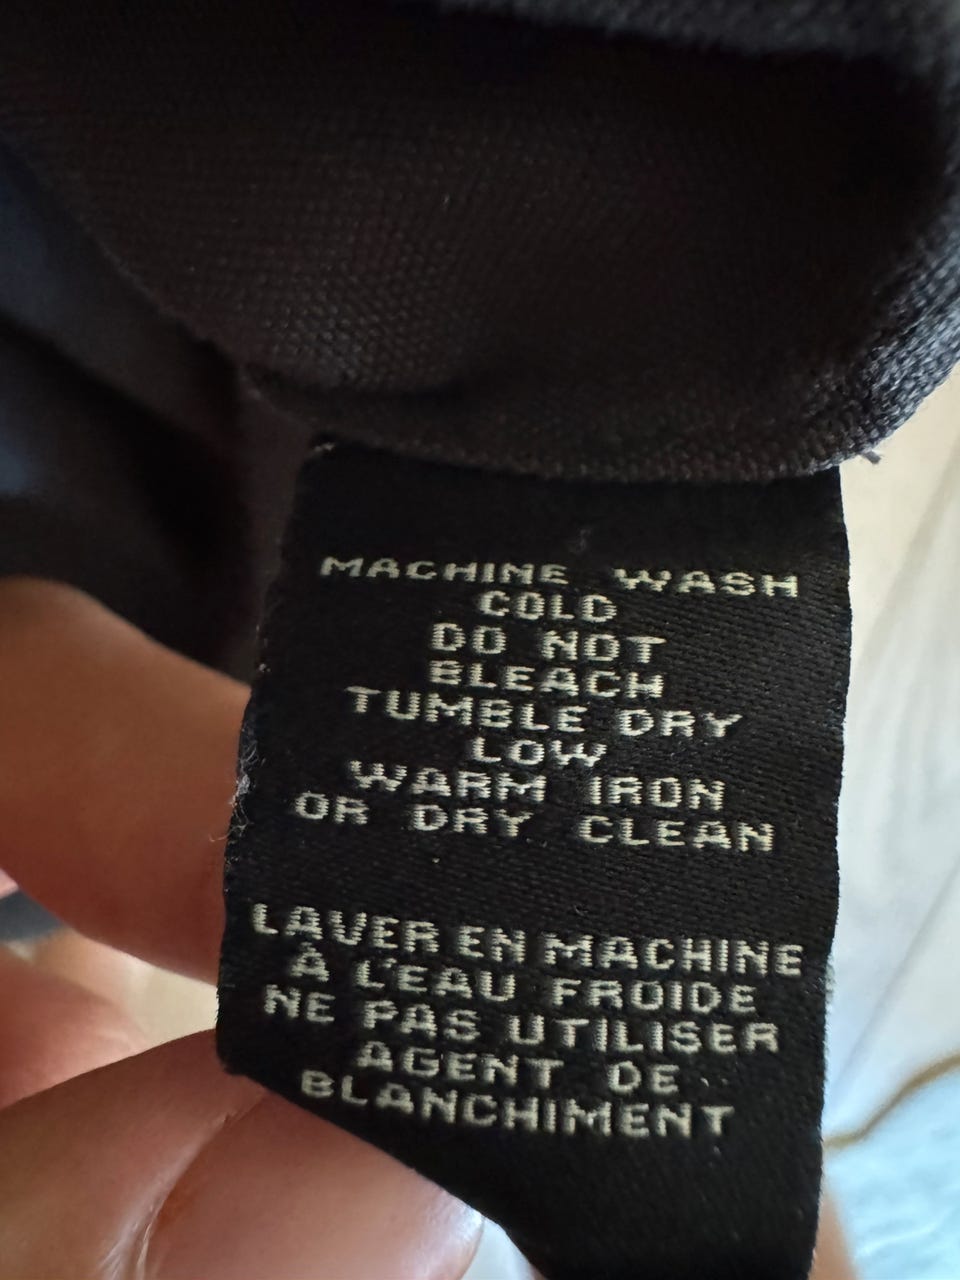 MACHINE WASH
COLD
DO NOT
BLEACH
TUMBLE DRY
LOW
WARM IRON
OR DRY CLEAN
LAVER EN MACHINE
À L'EAU FROIDE
NE PAS UTILISER
AGENT DE
BLANCHIMENT